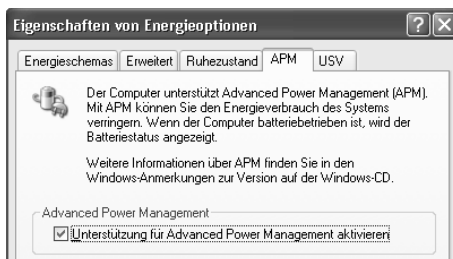 Eigenschaften von Energieoptionen
Energieschemas Erweitert Ruhezustand APM USV
Der Computer unterstützt Advanced Power Management (APM).
Mit APM können Sie den Energieverbrauch des Systems
verringern. Wenn der Computer batteriebetrieben ist, wird der
Batteriestatus angezeigt.
Weitere Informationen über APM finden Sie in den
Windows-Anmerkungen zur Version auf der Windows-CD.
Advanced Power Management
Unterstützung für Advanced Power Management aktivieren